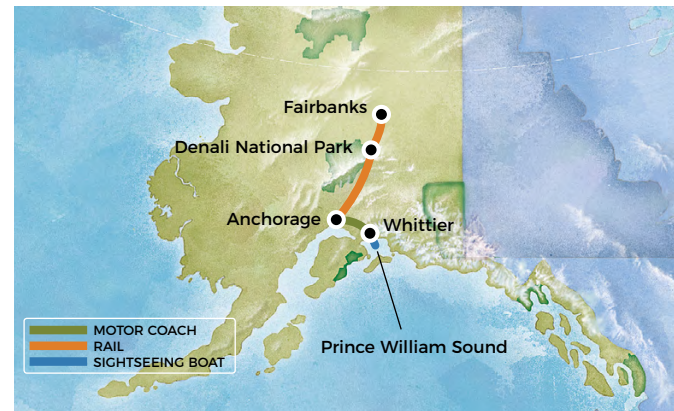 Fairbanks
Denali National Park
Anchorage
Whittier
MOTOR COACH
RAIL
SIGHTSEEING BOAT
Prince William Sound